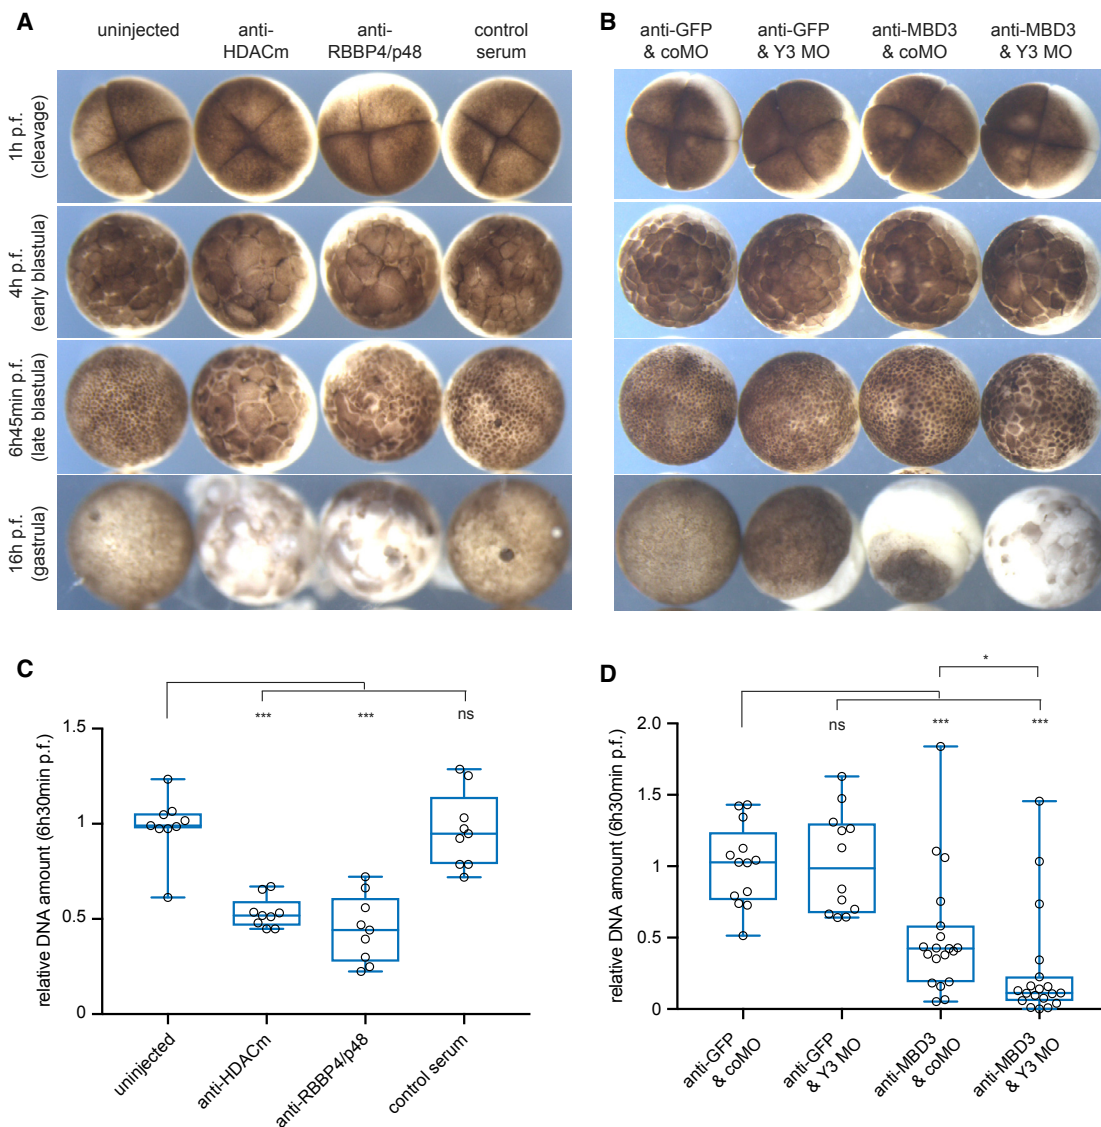 A
uninjected
anti-
HDACm
anti-
RBBP4/p48
control
serum
1h p.f.
(cleavage)
4h p.f.
(early blastula)
6h45min p.f.
(late blastula)
16h p.f.
(gastrula)
B
anti-GFP
& coMO
anti-GFP
& Y3 MO
anti-MBD3
& coMO
anti-MBD3
& Y3 MO
C
relative DNA amount (6h30min p.f.)
1.5
1
0.5
0
***
***
ns
uninjected
anti-HDACm
anti-RBBP4/p48
control serum
D
relative DNA amount (6h30min p.f.)
2.0
1.5
1
0.5
0
*
ns
***
***
anti-GFP
& coMO
anti-GFP
& Y3 MO
anti-MBD3
& coMO
anti-MBD3
& Y3 MO